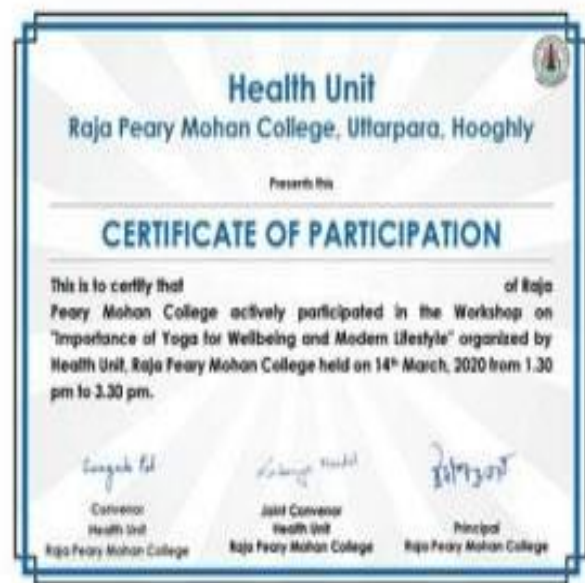 Health Unit
Raja Peary Mohan College, Uttarpara, Hooghly
Presents this
CERTIFICATE OF PARTICIPATION
This is to certify that of Raja
Peary Mohan College actively participated in the Workshop on
"Importance of Yoga for Wellbeing and Modern Lifestyle" organized by
Health Unit, Raja Peary Mohan College held on 14th March, 2020 from 1.30
pm to 3.30 pm.
Convenor
Health Unit
Raja Peary Mohan College
Joint Convenor
Health Unit
Raja Peary Mohan College
Principal
Raja Peary Mohan College